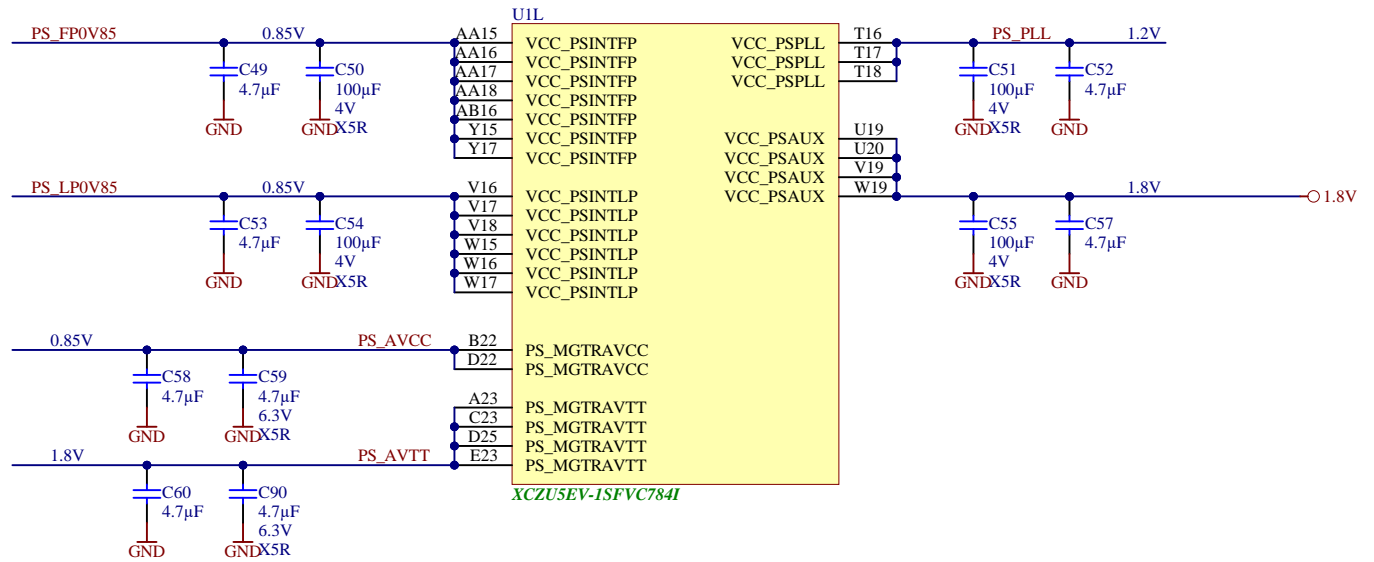 U1L
PS_FP0V85 0.85V AA15 VCC_PSINTFP VCC_PSPLL T16 PS_PLL 1.2V
AA16 VCC_PSINTFP VCC_PSPLL T17
C49 C50 AA17 VCC_PSINTFP VCC_PSPLL T18 C51 C52
4.7µF 100µF AA18 VCC_PSINTFP 100µF 4.7µF
4V AB16 VCC_PSINTFP 4V
GND GND X5R Y15 VCC_PSINTFP VCC_PSAUX U19 GND X5R GND
Y17 VCC_PSINTFP VCC_PSAUX U20
VCC_PSAUX V19
PS_LP0V85 0.85V V16 VCC_PSINTLP VCC_PSAUX W19 1.8V 1.8V
V17 VCC_PSINTLP
C53 C54 V18 VCC_PSINTLP C55 C57
4.7µF 100µF W15 VCC_PSINTLP 100µF 4.7µF
4V W16 VCC_PSINTLP 4V
GND GND X5R W17 VCC_PSINTLP GND X5R GND
0.85V PS_AVCC B22 PS_MGTRAVCC
D22 PS_MGTRAVCC
C58 C59
4.7µF 4.7µF
A23 PS_MGTRAVTT
6.3V C23 PS_MGTRAVTT
GND GND X5R D25 PS_MGTRAVTT
1.8V PS_AVTT E23 PS_MGTRAVTT
C60 C90 XCZU5EV-1SFVC784I
4.7µF 4.7µF
6.3V
GND GND X5R